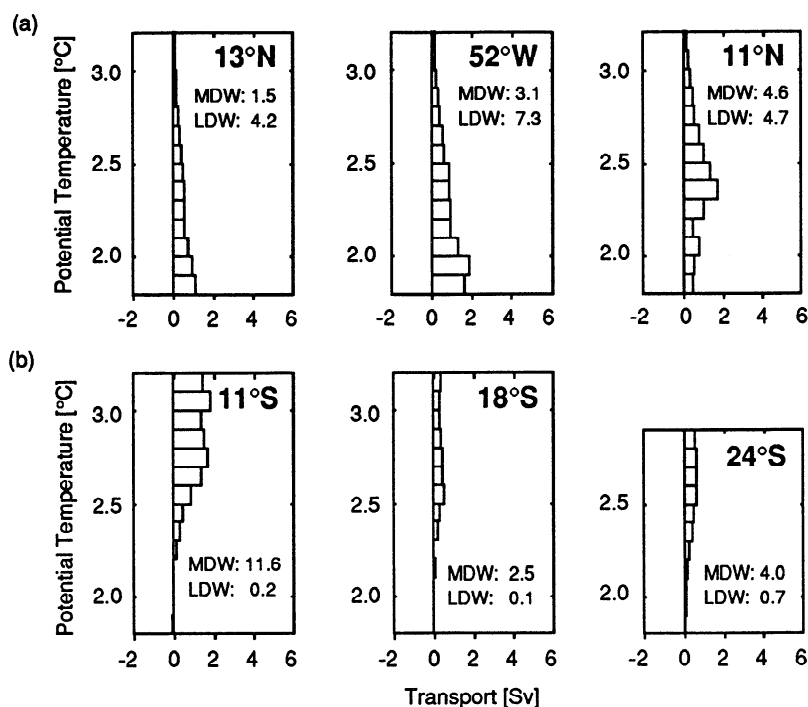 (a)
13°N
MDW: 1.5
LDW: 4.2
52°W
MDW: 3.1
LDW: 7.3
11°N
MDW: 4.6
LDW: 4.7
Potential Temperature [°C]
3.0
2.5
2.0
3.0
2.5
2.0
3.0
2.5
2.0
-2 0 2 4 6
-2 0 2 4 6
-2 0 2 4 6
(b)
11°S
MDW: 11.6
LDW: 0.2
18°S
MDW: 2.5
LDW: 0.1
24°S
MDW: 4.0
LDW: 0.7
Potential Temperature [°C]
3.0
2.5
2.0
3.0
2.5
2.0
2.5
2.0
-2 0 2 4 6
-2 0 2 4 6
-2 0 2 4 6
Transport [Sv]